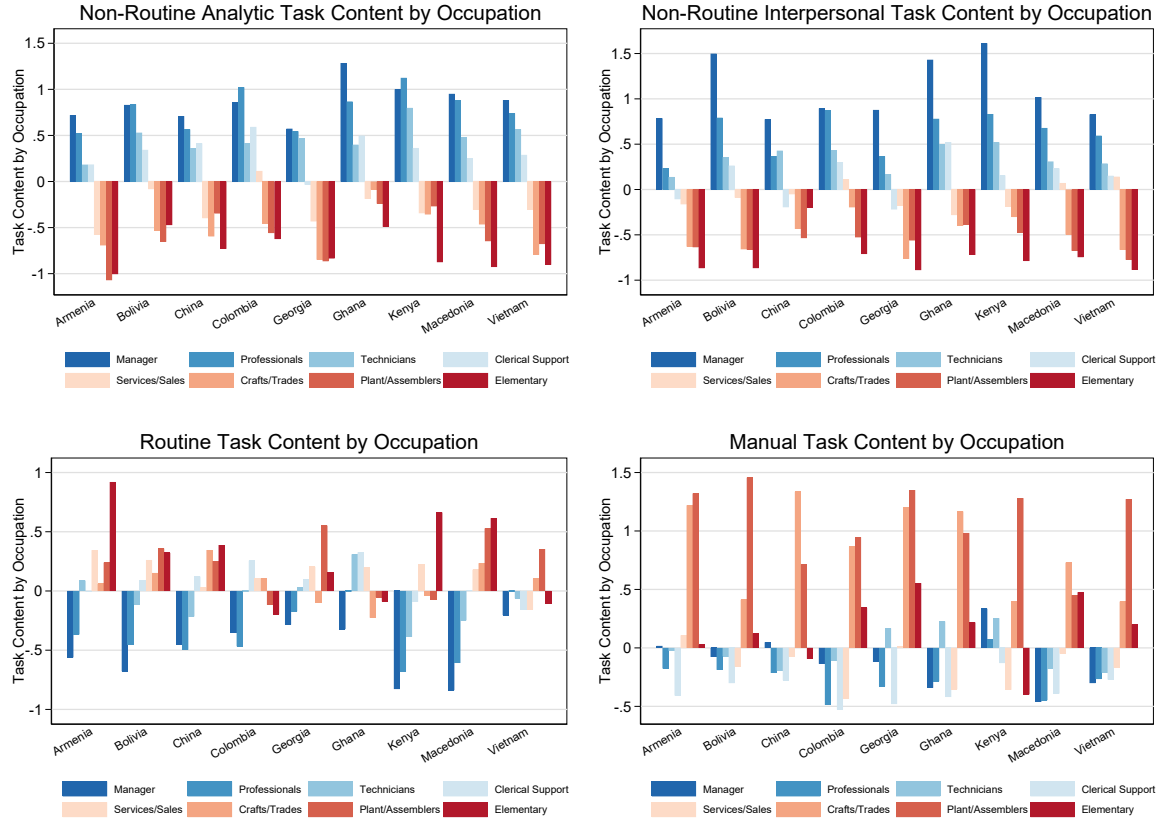 Non-Routine Analytic Task Content by Occupation
Task Content by Occupation
1.5
1
.5
0
-.5
-1
Armenia
Bolivia
China
Colombia
Georgia
Ghana
Kenya
Macedonia
Vietnam
Manager
Professionals
Technicians
Clerical Support
Services/Sales
Crafts/Trades
Plant/Assemblers
Elementary
Non-Routine Interpersonal Task Content by Occupation
Task Content by Occupation
1.5
1
.5
0
-.5
-1
Armenia
Bolivia
China
Colombia
Georgia
Ghana
Kenya
Macedonia
Vietnam
Manager
Professionals
Technicians
Clerical Support
Services/Sales
Crafts/Trades
Plant/Assemblers
Elementary
Routine Task Content by Occupation
Task Content by Occupation
1
.5
0
-.5
-1
Armenia
Bolivia
China
Colombia
Georgia
Ghana
Kenya
Macedonia
Vietnam
Manager
Professionals
Technicians
Clerical Support
Services/Sales
Crafts/Trades
Plant/Assemblers
Elementary
Manual Task Content by Occupation
Task Content by Occupation
1.5
1
.5
0
-.5
Armenia
Bolivia
China
Colombia
Georgia
Ghana
Kenya
Macedonia
Vietnam
Manager
Professionals
Technicians
Clerical Support
Services/Sales
Crafts/Trades
Plant/Assemblers
Elementary